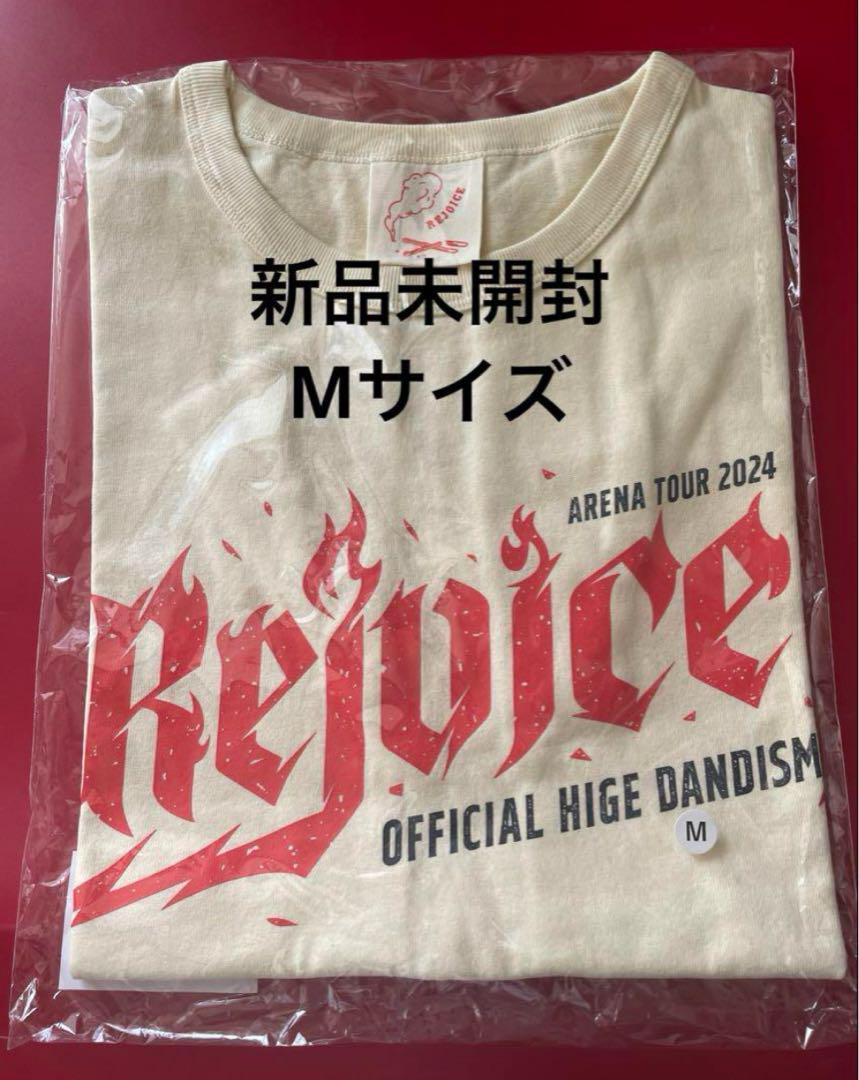 REJOICE
新品未開封
Mサイズ
ARENA TOUR 2024
Rejoice
OFFICIAL HIGE DANDISM
M